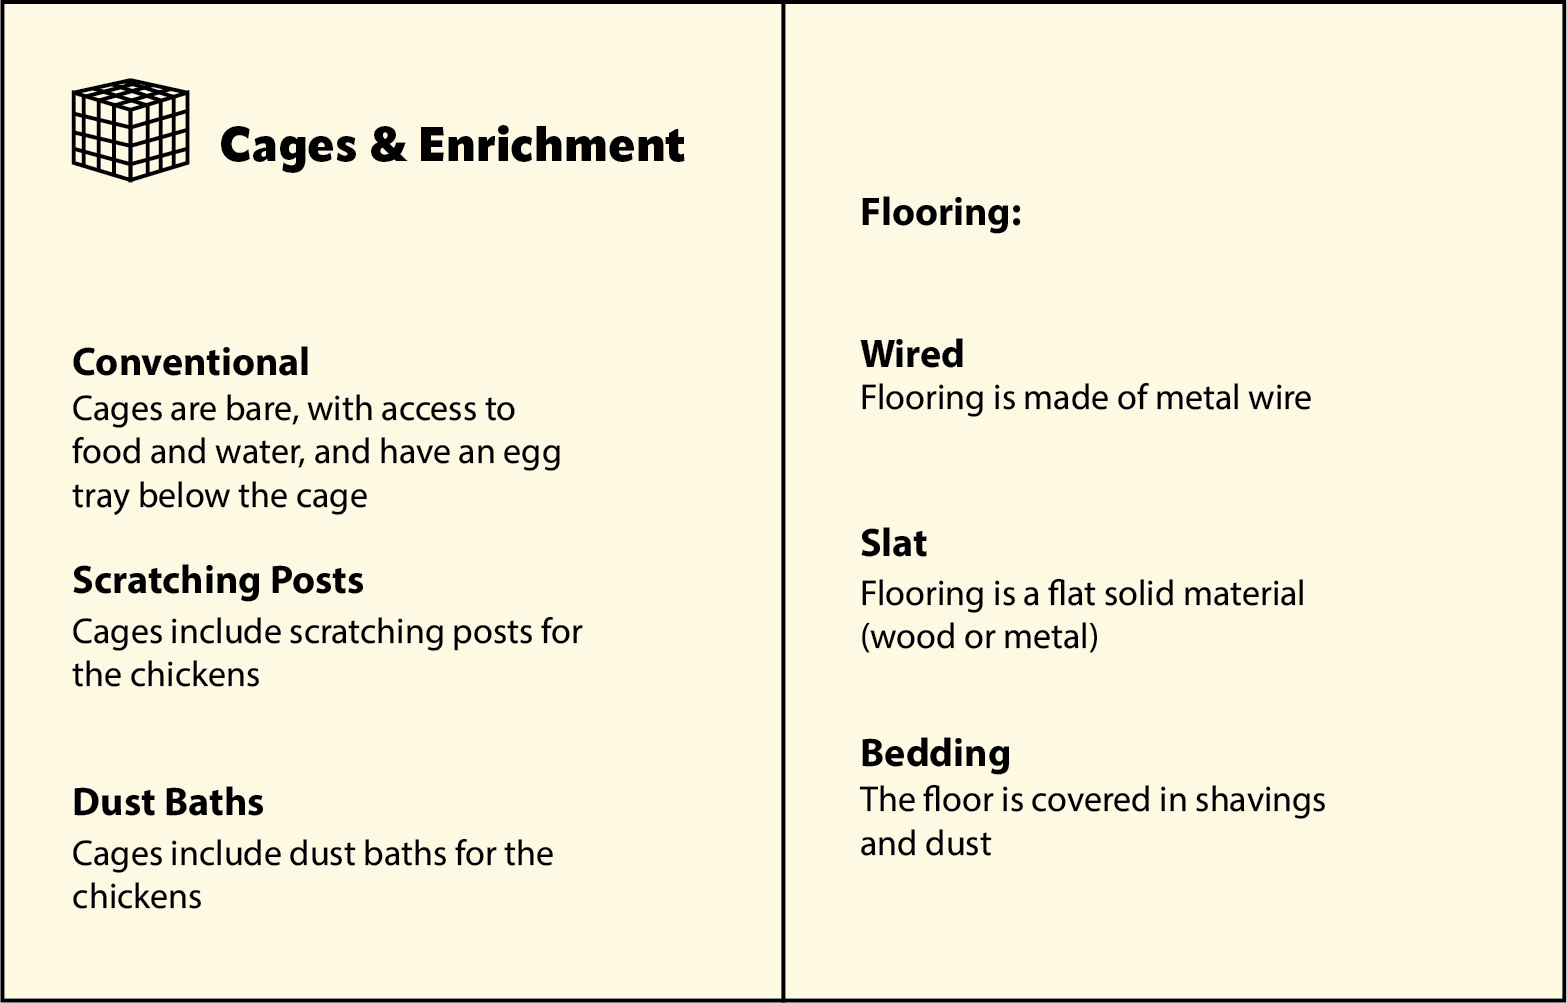 Cages & Enrichment
Conventional
Cages are bare, with access to
food and water, and have an egg
tray below the cage
Scratching Posts
Cages include scratching posts for
the chickens
Dust Baths
Cages include dust baths for the
chickens
Flooring:
Wired
Flooring is made of metal wire
Slat
Flooring is a flat solid material
(wood or metal)
Bedding
The floor is covered in shavings
and dust